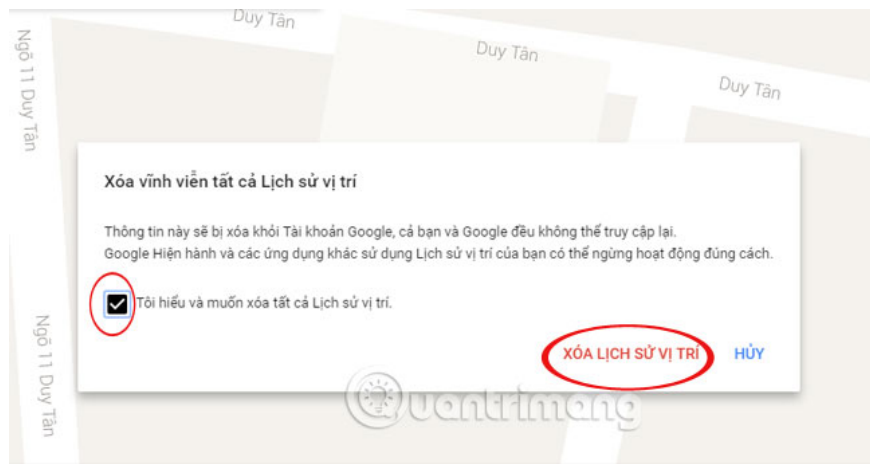 Duy Tân
Duy Tân
Duy Tân
Ngõ 11 Duy Tân
Xóa vĩnh viễn tất cả Lịch sử vị trí
Thông tin này sẽ bị xóa khỏi Tài khoản Google, cả bạn và Google đều không thể truy cập lại.
Google Hiện hành và các ứng dụng khác sử dụng Lịch sử vị trí của bạn có thể ngừng hoạt động đúng cách.
Tôi hiểu và muốn xóa tất cả Lịch sử vị trí.
XÓA LỊCH SỬ VỊ TRÍ HỦY
Ngõ 11 Duy Tân
Quantrimang